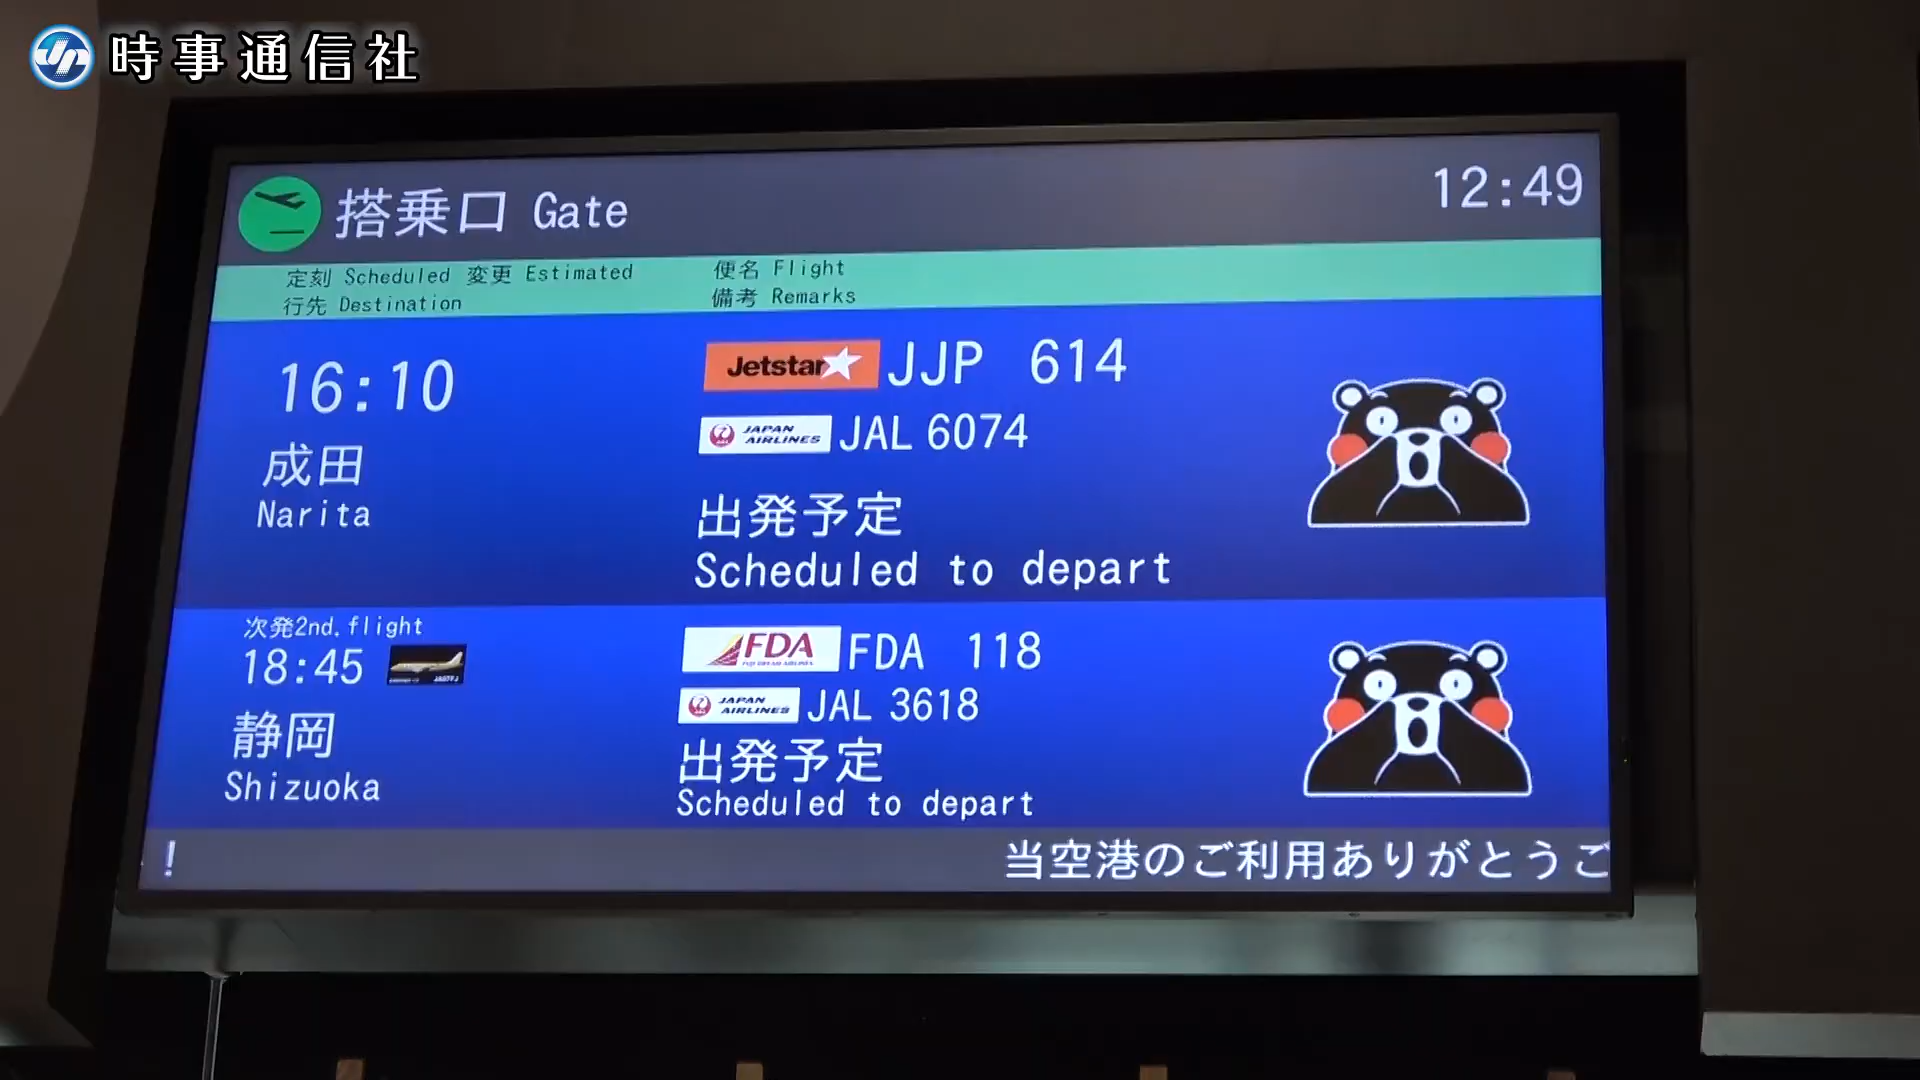 時事通信社
搭乗口 Gate
12:49
定刻 Scheduled 変更 Estimated
便名 Flight
行先 Destination
備考 Remarks
16:10
Jetstar
JJP 614
JAPAN AIRLINES
JAL 6074
成田
Narita
出発予定
Scheduled to depart
次発2nd.flight
18:45
FDA
FDA 118
JAPAN AIRLINES
JAL 3618
静岡
Shizuoka
出発予定
Scheduled to depart
!
当空港のご利用ありがとうご